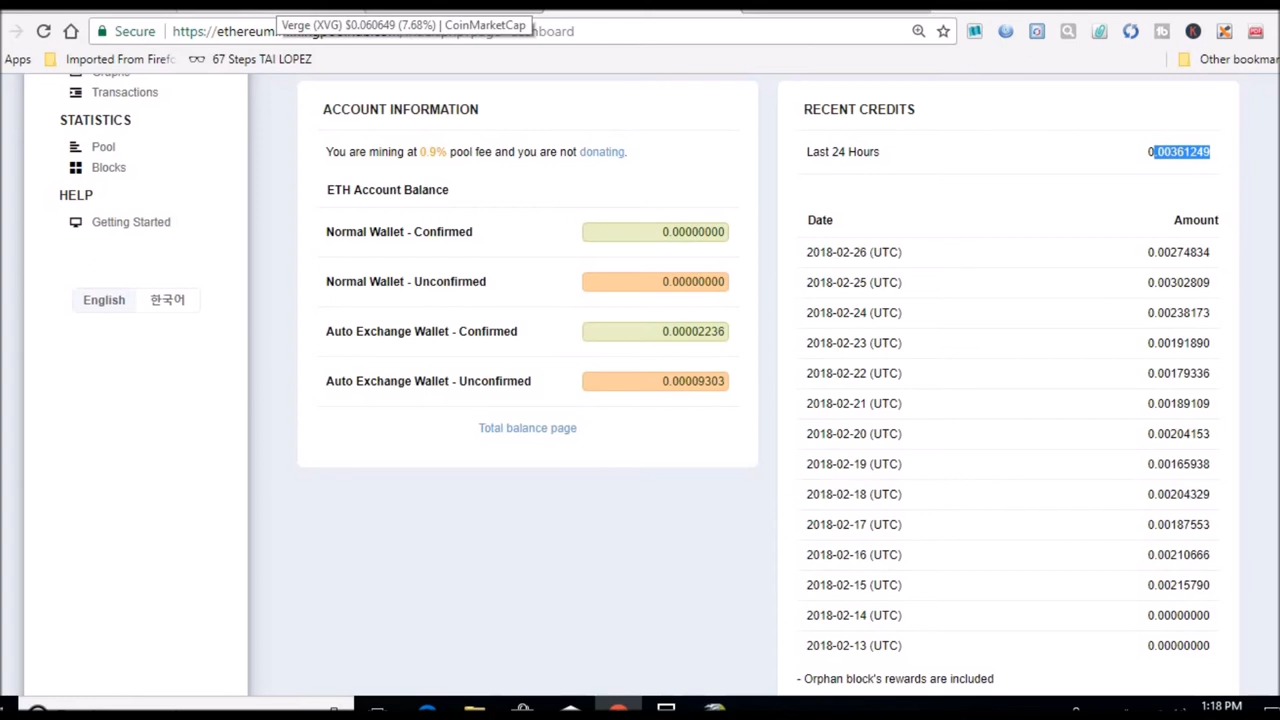 Verge (XVG) $0.060649 (7.68%) | CoinMarketCap
Secure https://ethereum.
Apps Imported From Firefc 67 Steps TAI LOPEZ Other bookmar
Transactions
STATISTICS
Pool
Blocks
HELP
Getting Started
English 한국어
ACCOUNT INFORMATION
You are mining at 0.9% pool fee and you are not donating.
ETH Account Balance
Normal Wallet - Confirmed 0.00000000
Normal Wallet - Unconfirmed 0.00000000
Auto Exchange Wallet - Confirmed 0.00002236
Auto Exchange Wallet - Unconfirmed 0.00009303
Total balance page
RECENT CREDITS
Last 24 Hours 0.00361249
Date Amount
2018-02-26 (UTC) 0.00274834
2018-02-25 (UTC) 0.00302809
2018-02-24 (UTC) 0.00238173
2018-02-23 (UTC) 0.00191890
2018-02-22 (UTC) 0.00179336
2018-02-21 (UTC) 0.00189109
2018-02-20 (UTC) 0.00204153
2018-02-19 (UTC) 0.00165938
2018-02-18 (UTC) 0.00204329
2018-02-17 (UTC) 0.00187553
2018-02-16 (UTC) 0.00210666
2018-02-15 (UTC) 0.00215790
2018-02-14 (UTC) 0.00000000
2018-02-13 (UTC) 0.00000000
- Orphan block's rewards are included
1:18 PM